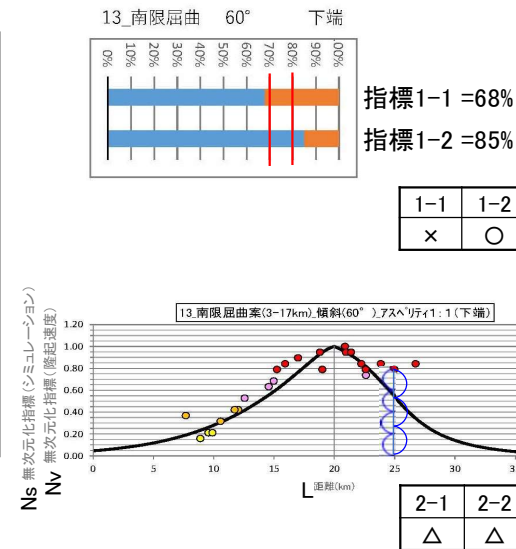 13_南限屈曲 60° 下端
0% 10% 20% 30% 40% 50% 60% 70% 80% 90% 00%
指標1-1 =68%
指標1-2 =85%
1-1 1-2
× ○
13_南限屈曲案(3-17km)_傾斜(60°)_アスペリティ1:1(下端)
Ns 無次元化指標(シミュレーション)
Nv 無次元化指標(隆起速度)
1.20
1.00
0.80
0.60
0.40
0.20
0.00
0 5 10 15 20 25 30 35
L 距離(km)
2-1 2-2
△ △